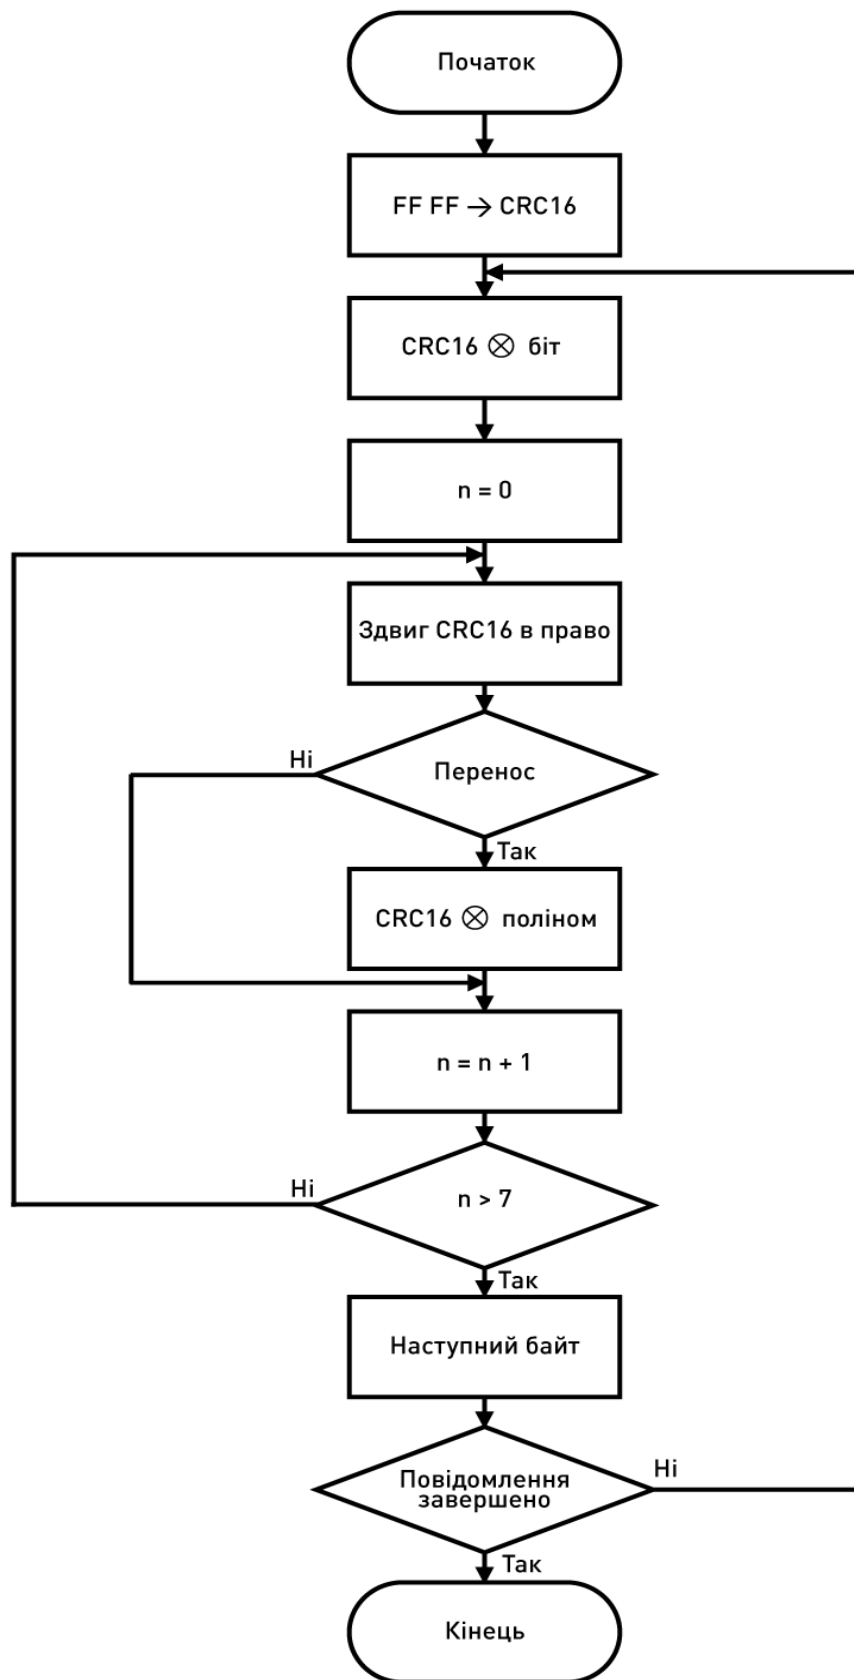 Початок
FF FF → CRC16
CRC16 ⊗ біт
n = 0
Здвиг CRC16 в право
Ні
Перенос
Так
CRC16 ⊗ поліном
n = n + 1
Ні
n > 7
Так
Наступний байт
Повідомлення
завершено
Ні
Так
Кінець